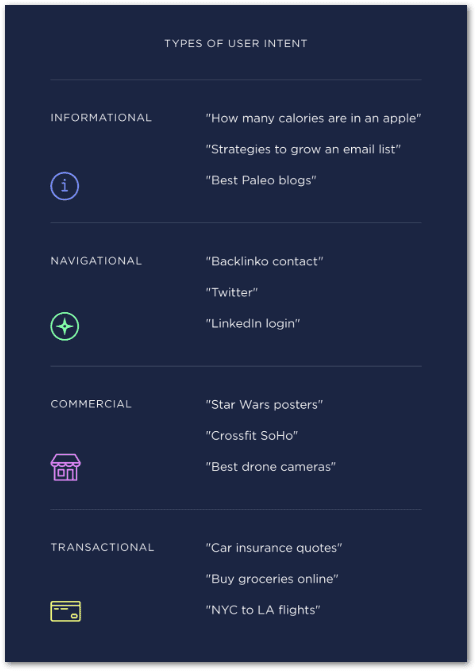 TYPES OF USER INTENT
INFORMATIONAL
"How many calories are in an apple"
"Strategies to grow an email list"
"Best Paleo blogs"
i
NAVIGATIONAL
"Backlinko contact"
"Twitter"
"LinkedIn login"
COMMERCIAL
"Star Wars posters"
"Crossfit SoHo"
"Best drone cameras"
TRANSACTIONAL
"Car insurance quotes"
"Buy groceries online"
"NYC to LA flights"